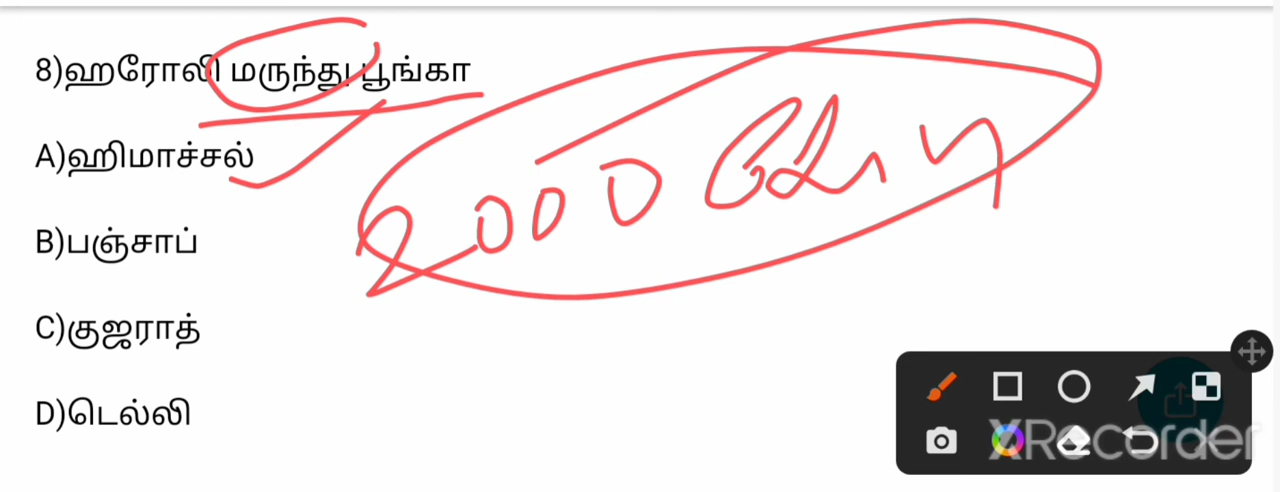 8)ஹரோலி மருந்து பூங்கா
A)ஹிமாச்சல்
2000 கோடி
B)பஞ்சாப்
C)குஜராத்
D)டெல்லி
XRecorder